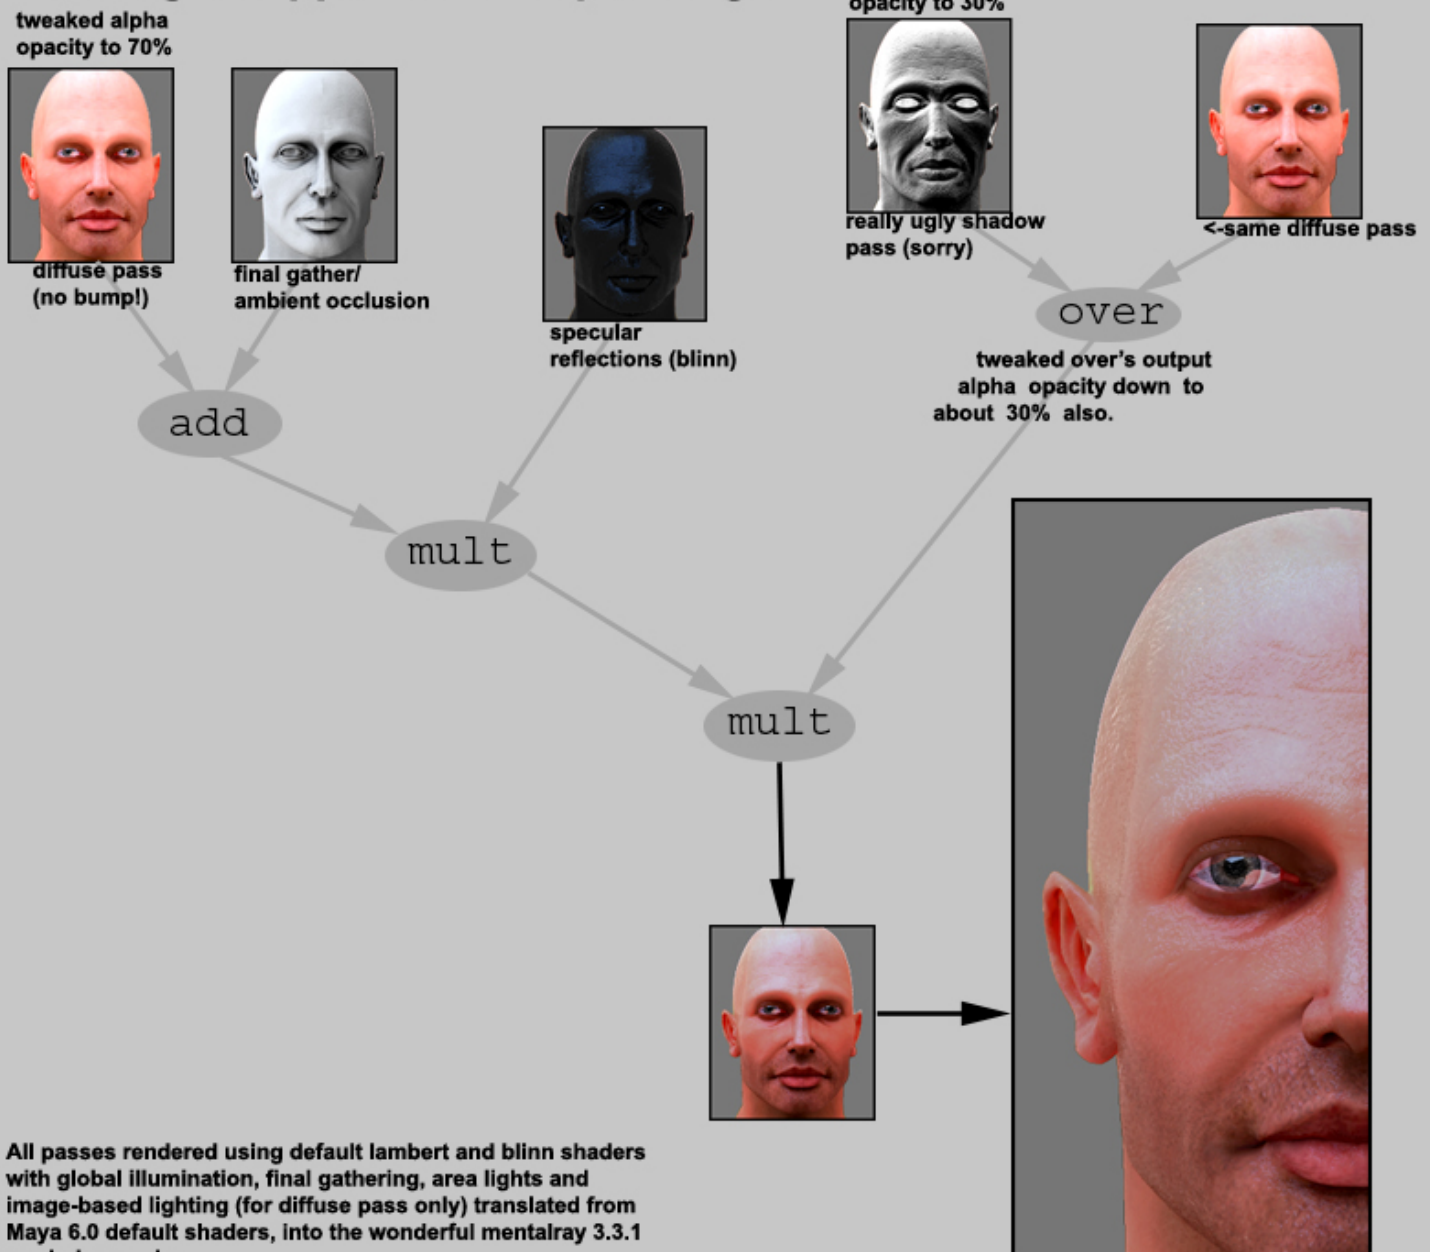 tweaked alpha
opacity to 70%
opacity to 30%
diffuse pass
(no bump!)
final gather/
ambient occlusion
specular
reflections (blinn)
really ugly shadow
pass (sorry)
<-same diffuse pass
over
tweaked over's output
alpha opacity down to
about 30% also.
add
mult
mult
All passes rendered using default lambert and blinn shaders
with global illumination, final gathering, area lights and
image-based lighting (for diffuse pass only) translated from
Maya 6.0 default shaders, into the wonderful mentalray 3.3.1